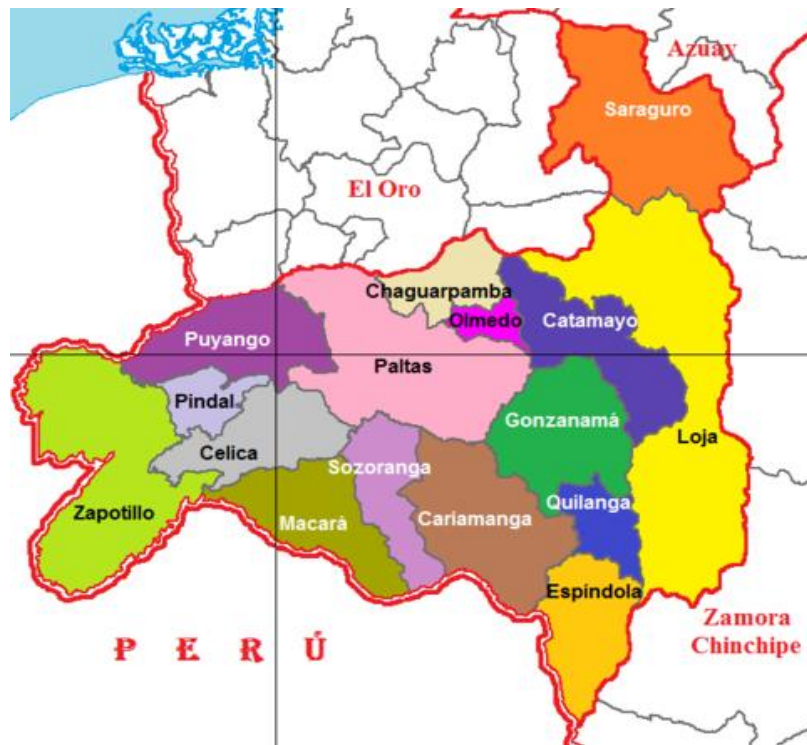 Azuay
Saraguro
El Oro
Chaguarpamba
Olmedo
Catamayo
Puyango
Paltas
Pindal
Gonzanamá
Loja
Celica
Sozoranga
Quilanga
Zapotillo
Macarà
Cariamanga
Espíndola
Zamora
Chinchipe
P E R Ú